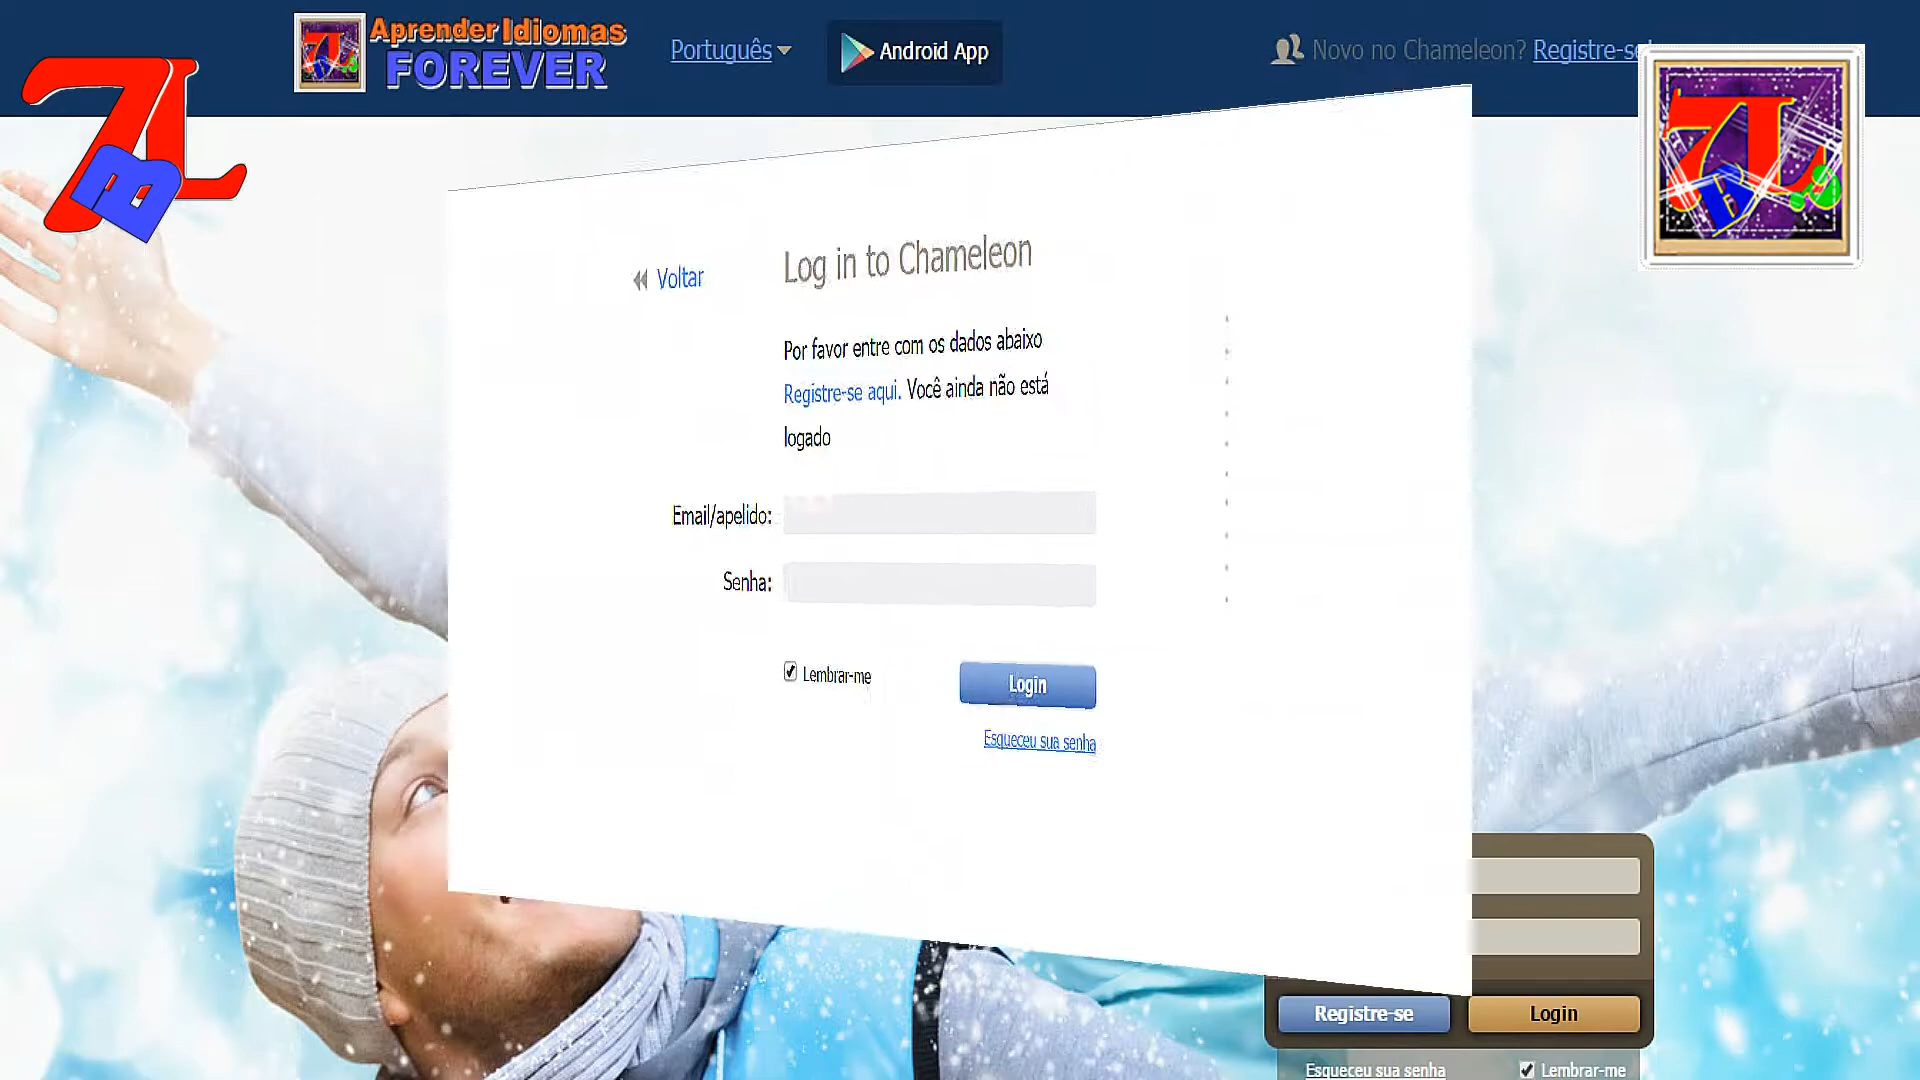 Aprender Idiomas
FOREVER
Português
Android App
Novo no Chameleon? Registre-se!
7L
B
7L
B
Voltar
Log in to Chameleon
Por favor entre com os dados abaixo
Registre-se aqui. Você ainda não está
logado
Email/apelido:
Senha:
Lembrar-me
Login
Esqueceu sua senha
Registre-se
Login
Esqueceu sua senha
Lembrar-me